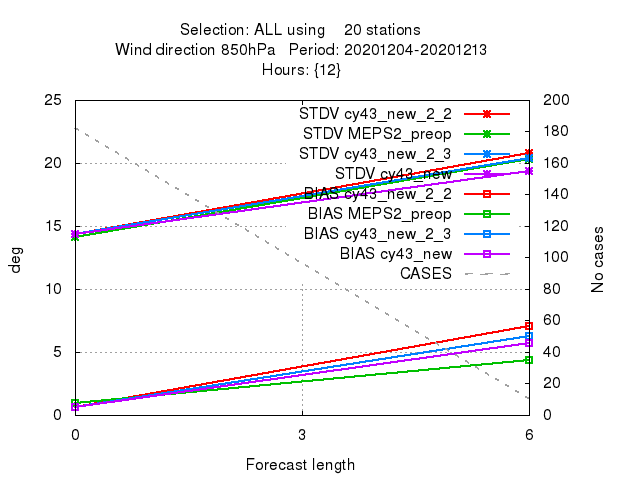 Selection: ALL using 20 stations
Wind direction 850hPa Period: 20201204-20201213
Hours: {12}
25
20
15
10
5
0
deg
200
180
160
140
120
100
80
60
40
20
0
No cases
STDV cy43_new_2_2
STDV MEPS2_preop
STDV cy43_new_2_3
STDV cy43_new
BIAS cy43_new_2_2
BIAS MEPS2_preop
BIAS cy43_new_2_3
BIAS cy43_new
CASES
0 3 6
Forecast length